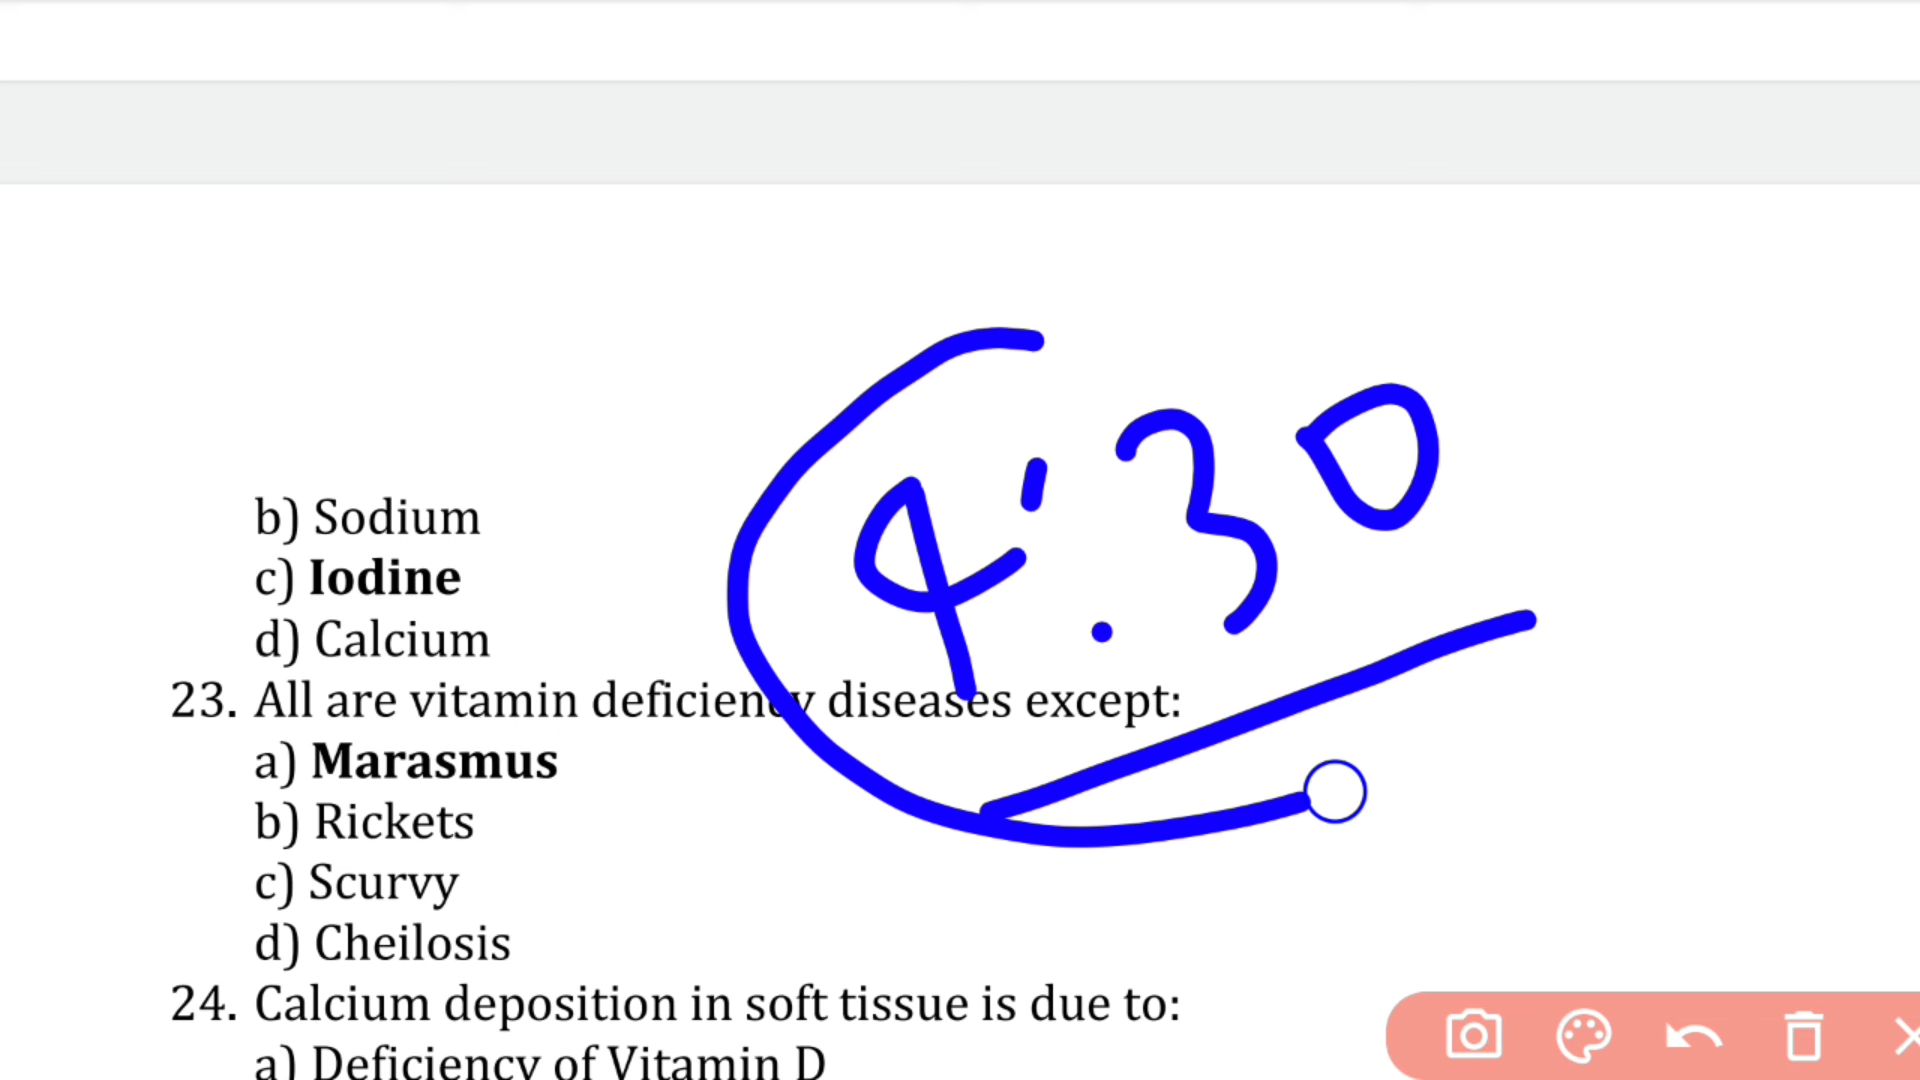 4:30
b) Sodium
c) Iodine
d) Calcium
23. All are vitamin deficiency diseases except:
a) Marasmus
b) Rickets
c) Scurvy
d) Cheilosis
24. Calcium deposition in soft tissue is due to:
a) Deficiency of Vitamin D